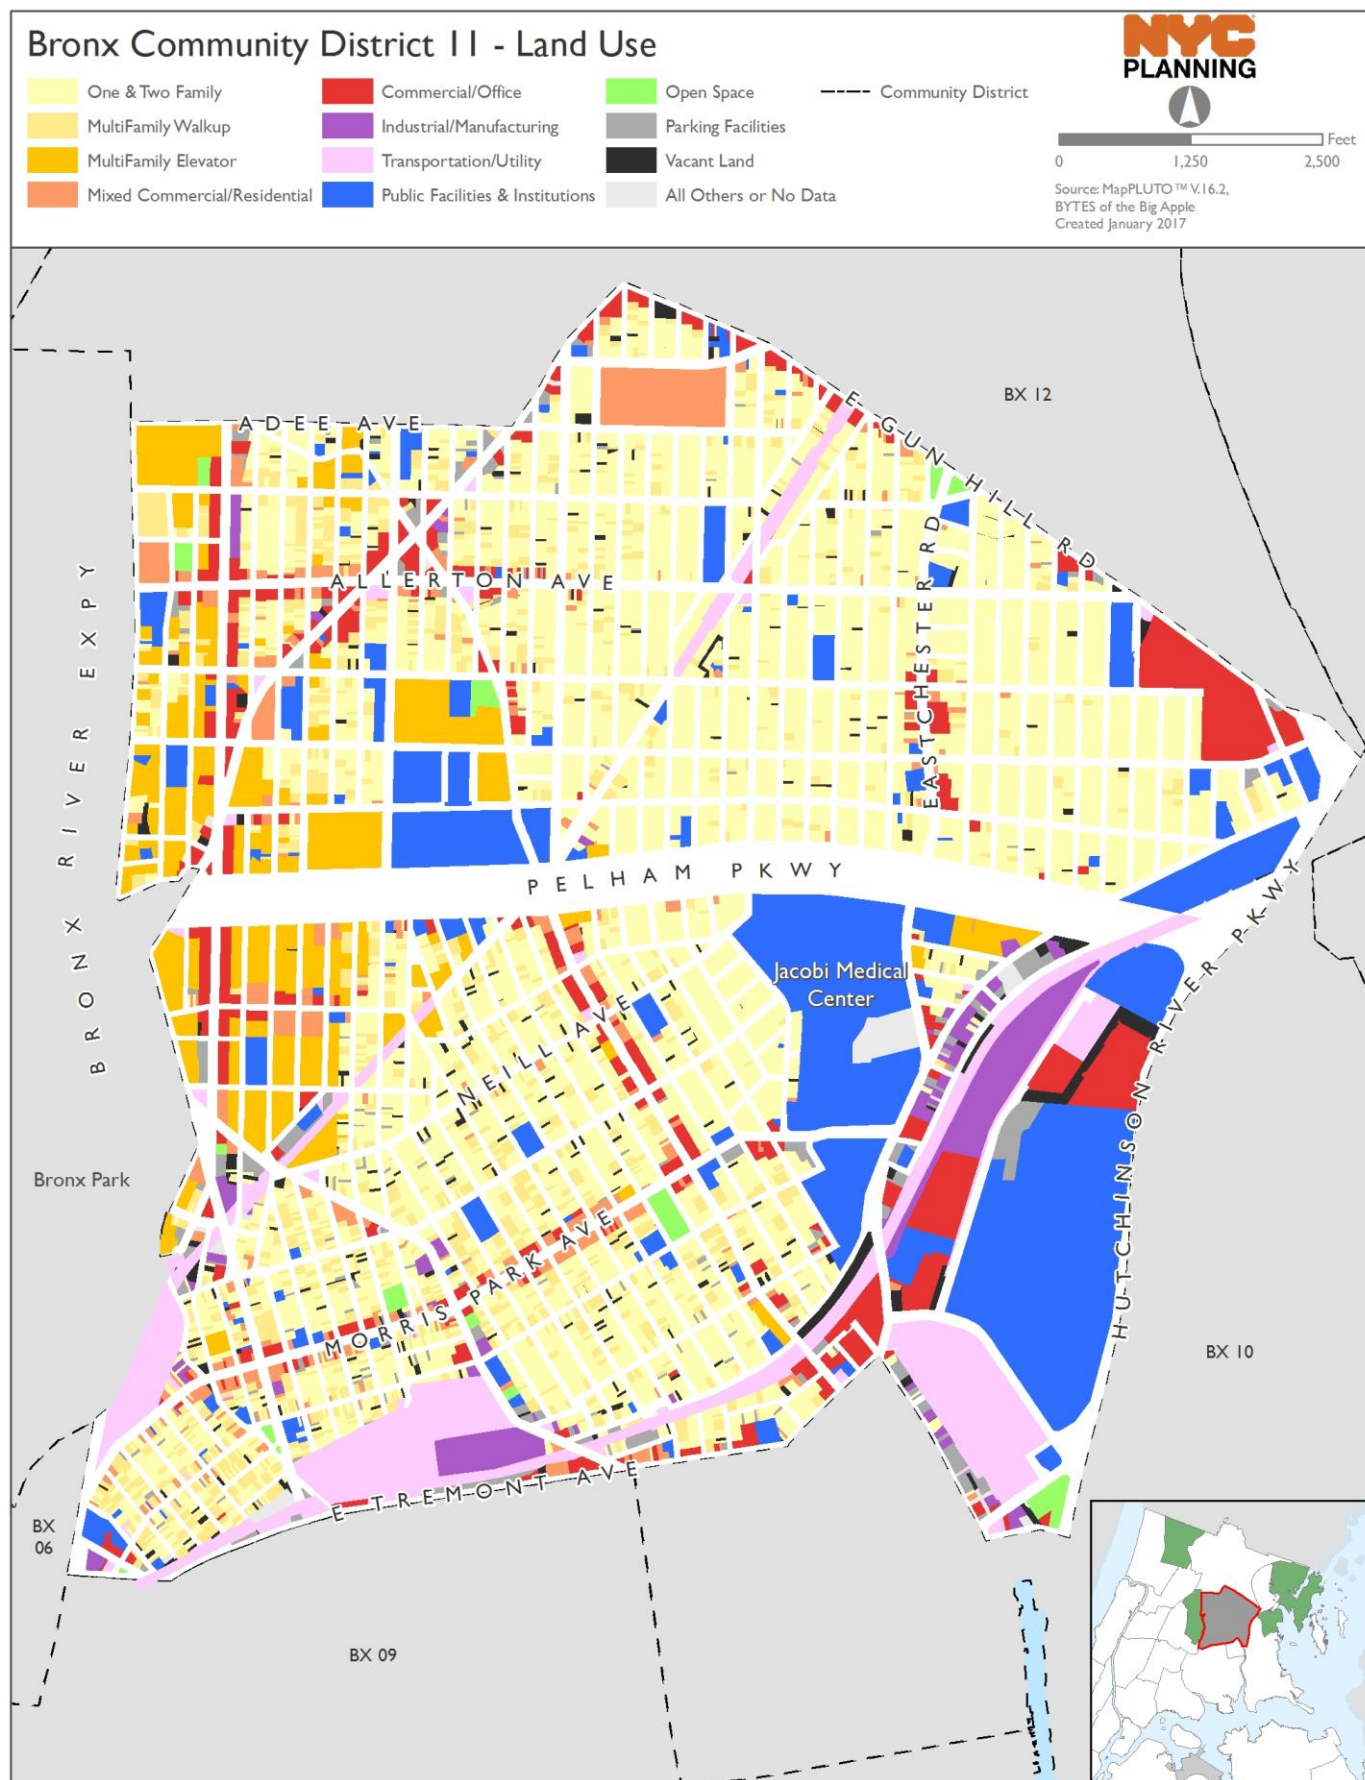 Bronx Community District 11 - Land Use
One & Two Family
MultiFamily Walkup
MultiFamily Elevator
Mixed Commercial/Residential
Commercial/Office
Industrial/Manufacturing
Transportation/Utility
Public Facilities & Institutions
Open Space
Parking Facilities
Vacant Land
All Others or No Data
Community District
NYC
PLANNING
Feet
0 1,250 2,500
Source: MapPLUTO™ V.16.2,
BYTES of the Big Apple
Created January 2017
BX 12
ADEE AVE
E GUN HILL RD
ALLERTON AVE
EASTCHESTER RD
BRONX RIVER EXPY
PELHAM PKWY
Jacobi Medical
Center
NEILL AVE
HUTCHINSON RIVER PKWY
Bronx Park
MORRIS PARK AVE
BX 10
E TREMONT AVE
BX
06
BX 09